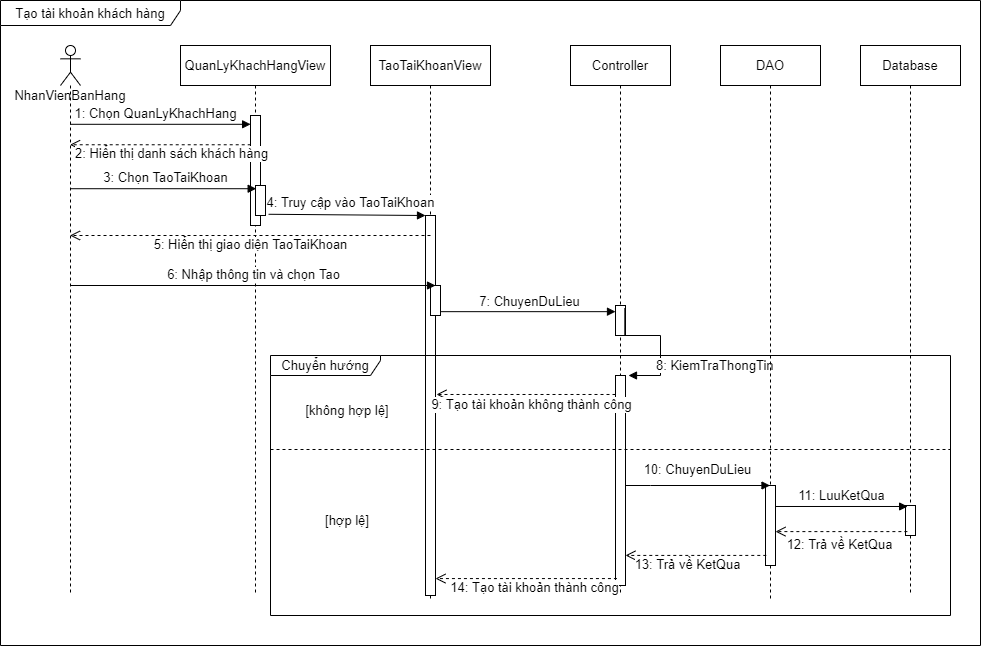 Tạo tài khoản khách hàng
QuanLyKhachHangView
TaoTaiKhoanView
Controller
DAO
Database
NhanVienBanHang
1: Chọn QuanLyKhachHang
2: Hiển thị danh sách khách hàng
3: Chọn TaoTaiKhoan
4: Truy cập vào TaoTaiKhoan
5: Hiển thị giao diện TaoTaiKhoan
6: Nhập thông tin và chọn Tao
7: ChuyenDuLieu
Chuyển hướng
8: KiemTraThongTin
9: Tạo tài khoản không thành công
[không hợp lệ]
10: ChuyenDuLieu
11: LuuKetQua
[hợp lệ]
12: Trả về KetQua
13: Trả về KetQua
14: Tạo tài khoản thành công